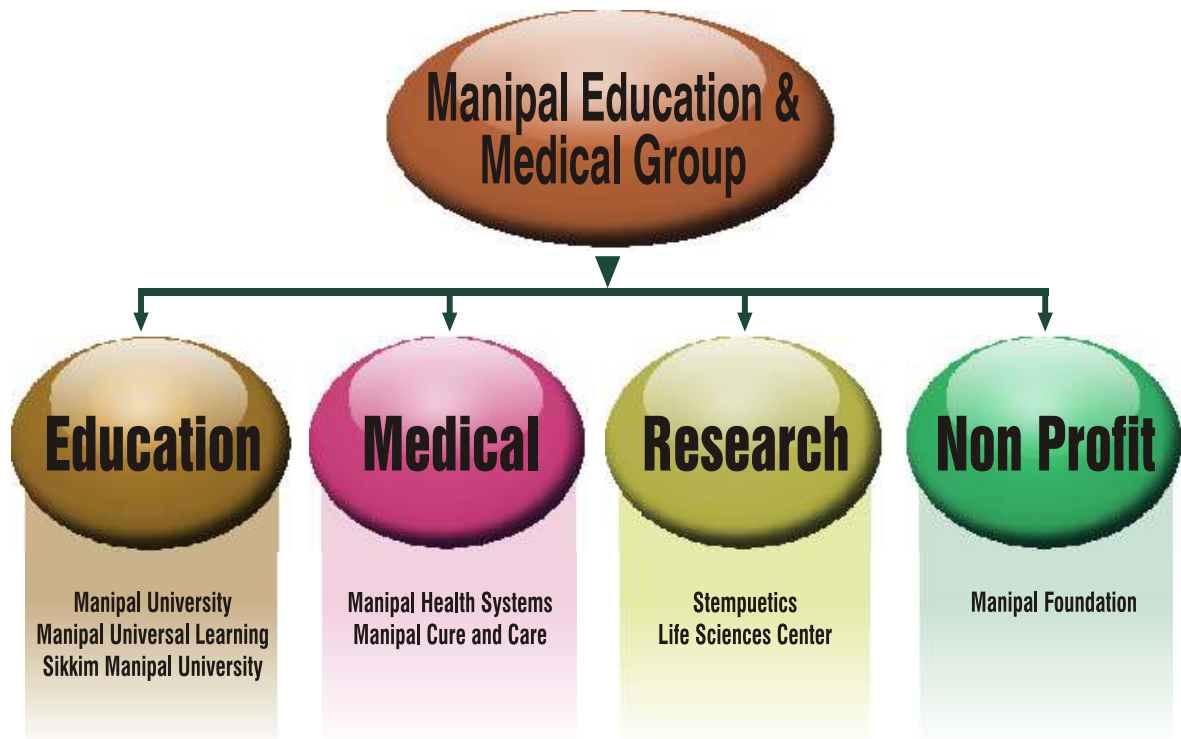 Manipal Education &
Medical Group
Education
Medical
Research
Non Profit
Manipal University
Manipal Universal Learning
Sikkim Manipal University
Manipal Health Systems
Manipal Cure and Care
Stempuetics
Life Sciences Center
Manipal Foundation